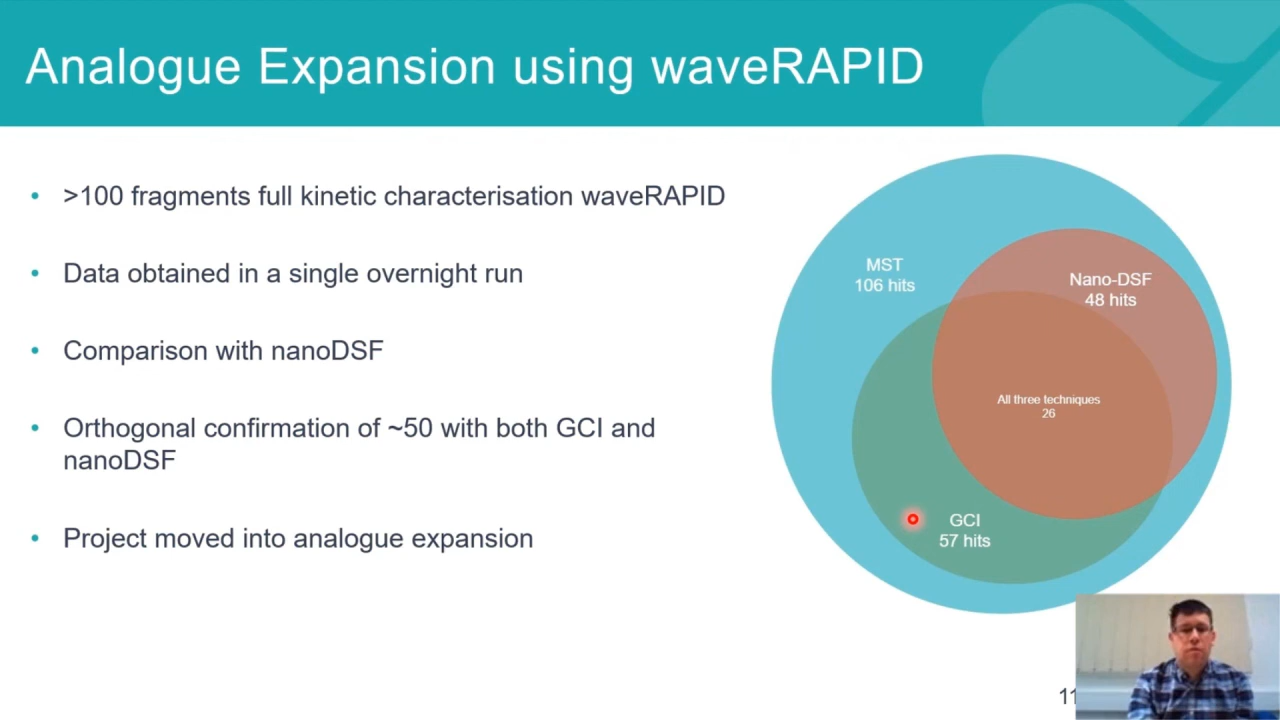 Analogue Expansion using waveRAPID
• >100 fragments full kinetic characterisation waveRAPID
• Data obtained in a single overnight run
• Comparison with nanoDSF
• Orthogonal confirmation of ~50 with both GCI and
nanoDSF
• Project moved into analogue expansion
MST
106 hits
Nano-DSF
48 hits
All three techniques
26
GCI
57 hits
11